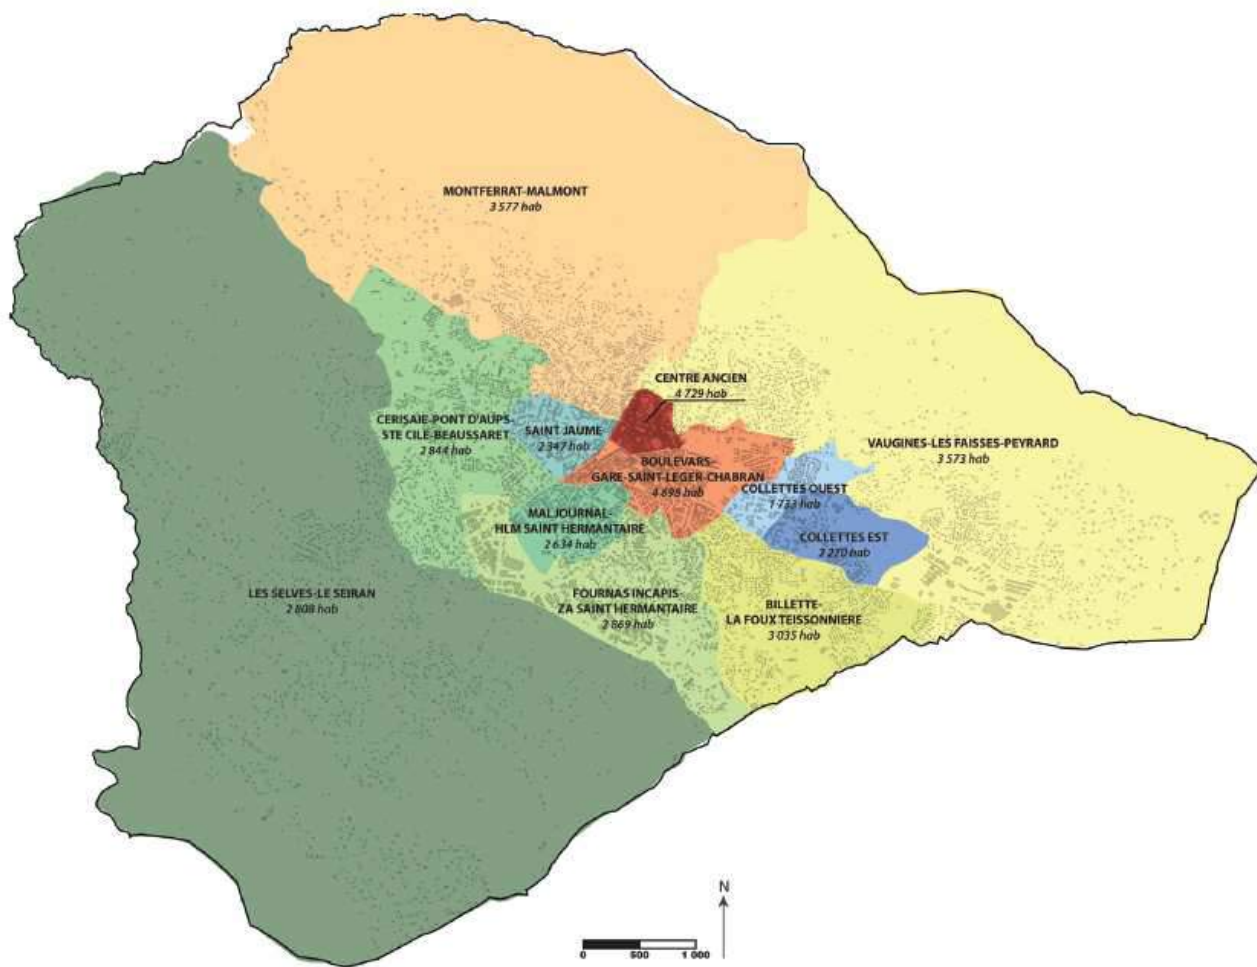 MONTFERRAT-MALMONT
3 577 hab
CENTRE ANCIEN
4 729 hab
CERISAIE-PONT D'AUPS-
STE CILE-BEAUSSARET
2 844 hab
SAINT JAUME
2 347 hab
BOULEVARS-
GARE-SAINT-LEGER-CHABRAN
4 898 hab
VAUGINES-LES FAISSES-PEYRARD
3 573 hab
COLLETTES OUEST
1 733 hab
MALJOURNAL-
HLM SAINT HERMANTAIRE
2 634 hab
COLLETTES EST
2 270 hab
LES SELVES-LE SEIRAN
2 808 hab
FOURNAS INCAPIS-
ZA SAINT HERMANTAIRE
2 869 hab
BILLETTE-
LA FOUX TEISSONNIERE
3 035 hab
N
0 500 1 000